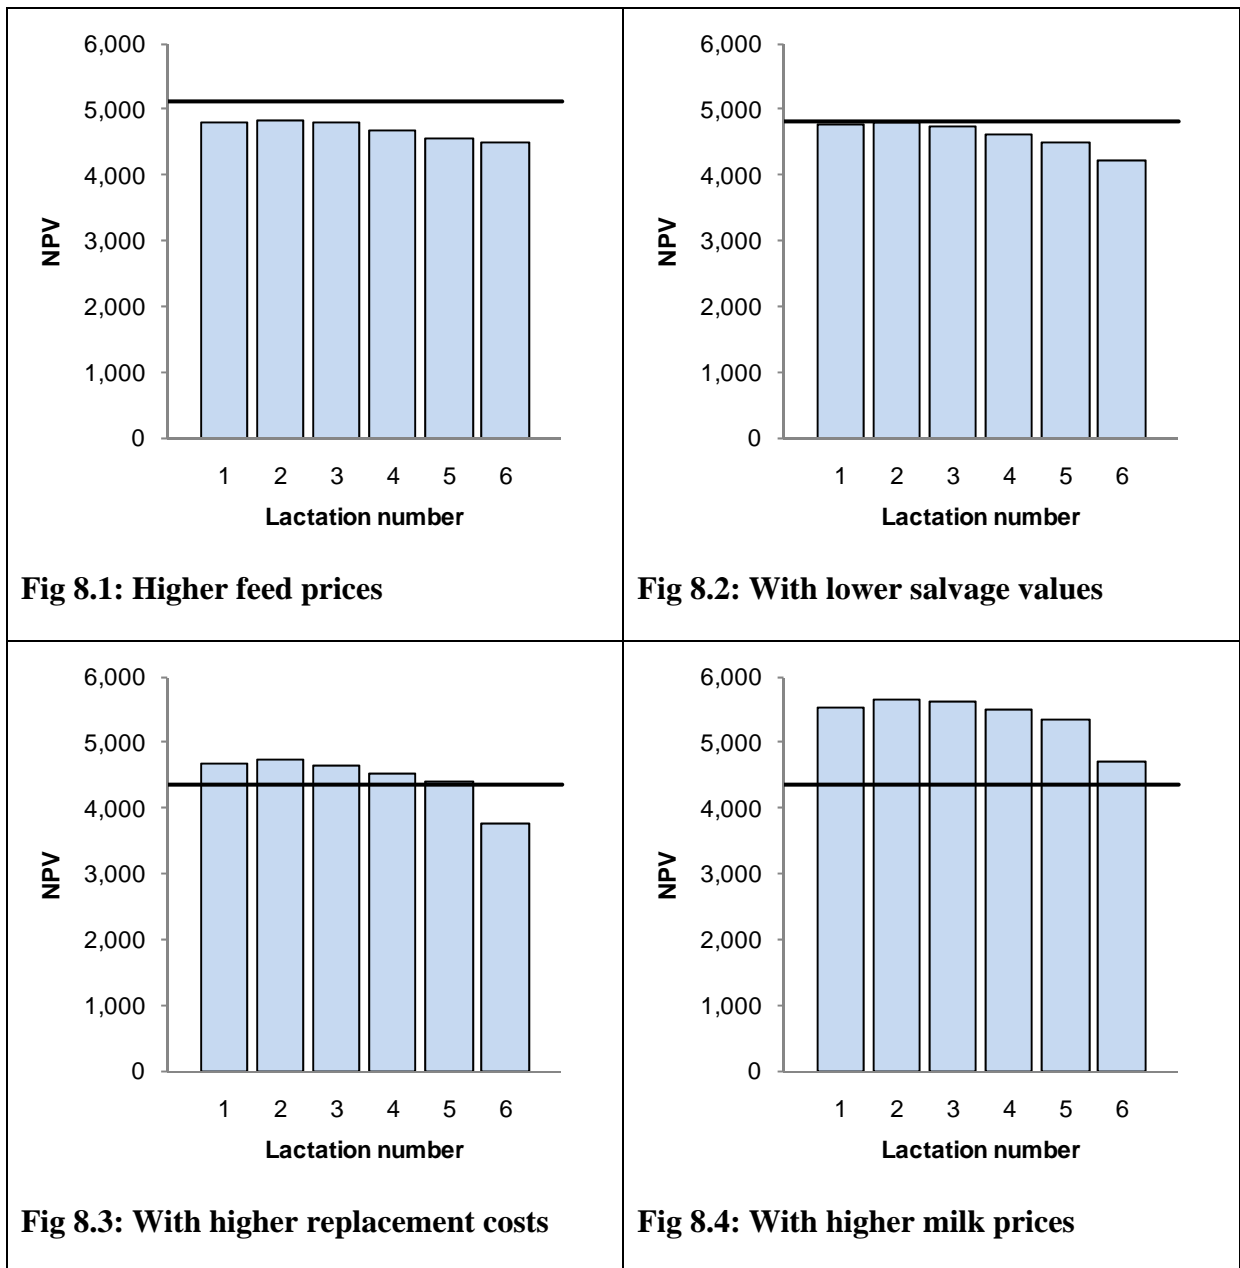 6,000
5,000
4,000
3,000
2,000
1,000
0
NPV
1 2 3 4 5 6
Lactation number
Fig 8.1: Higher feed prices
6,000
5,000
4,000
3,000
2,000
1,000
0
NPV
1 2 3 4 5 6
Lactation number
Fig 8.2: With lower salvage values
6,000
5,000
4,000
3,000
2,000
1,000
0
NPV
1 2 3 4 5 6
Lactation number
Fig 8.3: With higher replacement costs
6,000
5,000
4,000
3,000
2,000
1,000
0
NPV
1 2 3 4 5 6
Lactation number
Fig 8.4: With higher milk prices